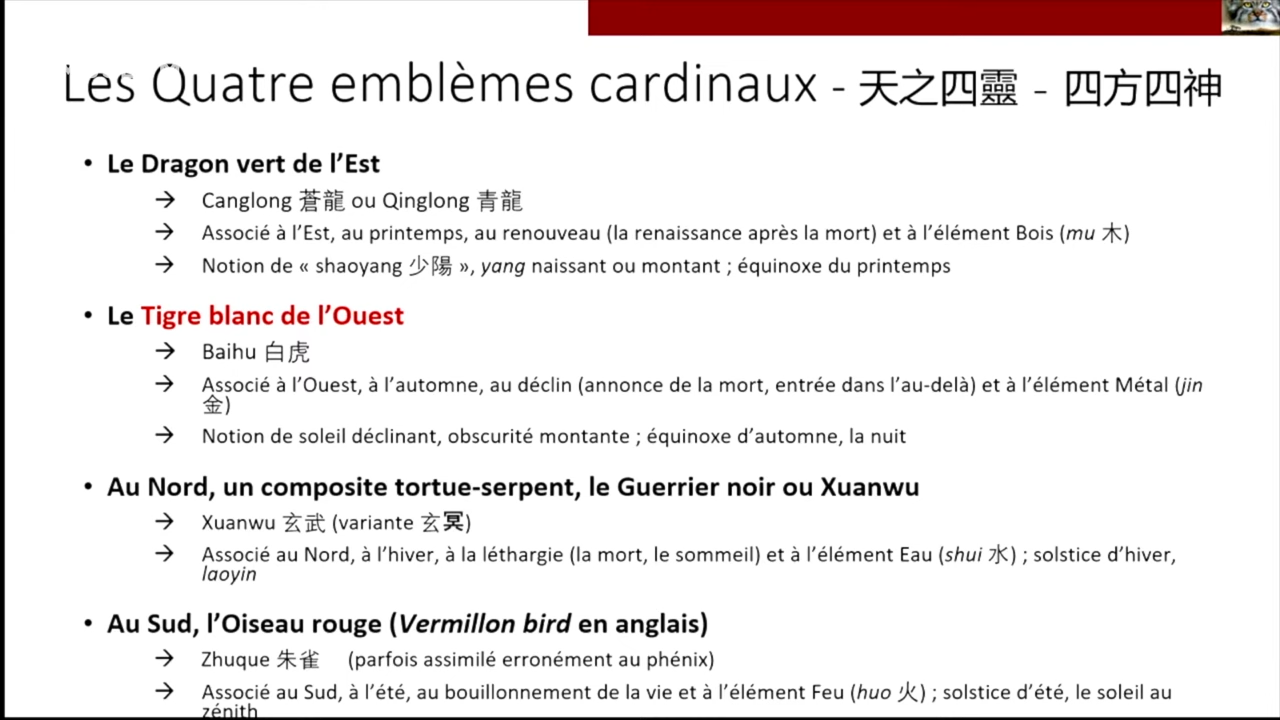 Les Quatre emblèmes cardinaux - 天之四靈 - 四方四神
• Le Dragon vert de l’Est
→ Canglong 蒼龍 ou Qinglong 青龍
→ Associé à l’Est, au printemps, au renouveau (la renaissance après la mort) et à l’élément Bois (mu 木)
→ Notion de « shaoyang 少陽 », yang naissant ou montant ; équinoxe du printemps
• Le Tigre blanc de l’Ouest
→ Baihu 白虎
→ Associé à l’Ouest, à l’automne, au déclin (annonce de la mort, entrée dans l’au-delà) et à l’élément Métal (jin
金)
→ Notion de soleil déclinant, obscurité montante ; équinoxe d’automne, la nuit
• Au Nord, un composite tortue-serpent, le Guerrier noir ou Xuanwu
→ Xuanwu 玄武 (variante 玄冥)
→ Associé au Nord, à l’hiver, à la léthargie (la mort, le sommeil) et à l’élément Eau (shui 水) ; solstice d’hiver,
laoyin
• Au Sud, l’Oiseau rouge (Vermillon bird en anglais)
→ Zhuque 朱雀 (parfois assimilé erronément au phénix)
→ Associé au Sud, à l’été, au bouillonnement de la vie et à l’élément Feu (huo 火) ; solstice d’été, le soleil au
zénith